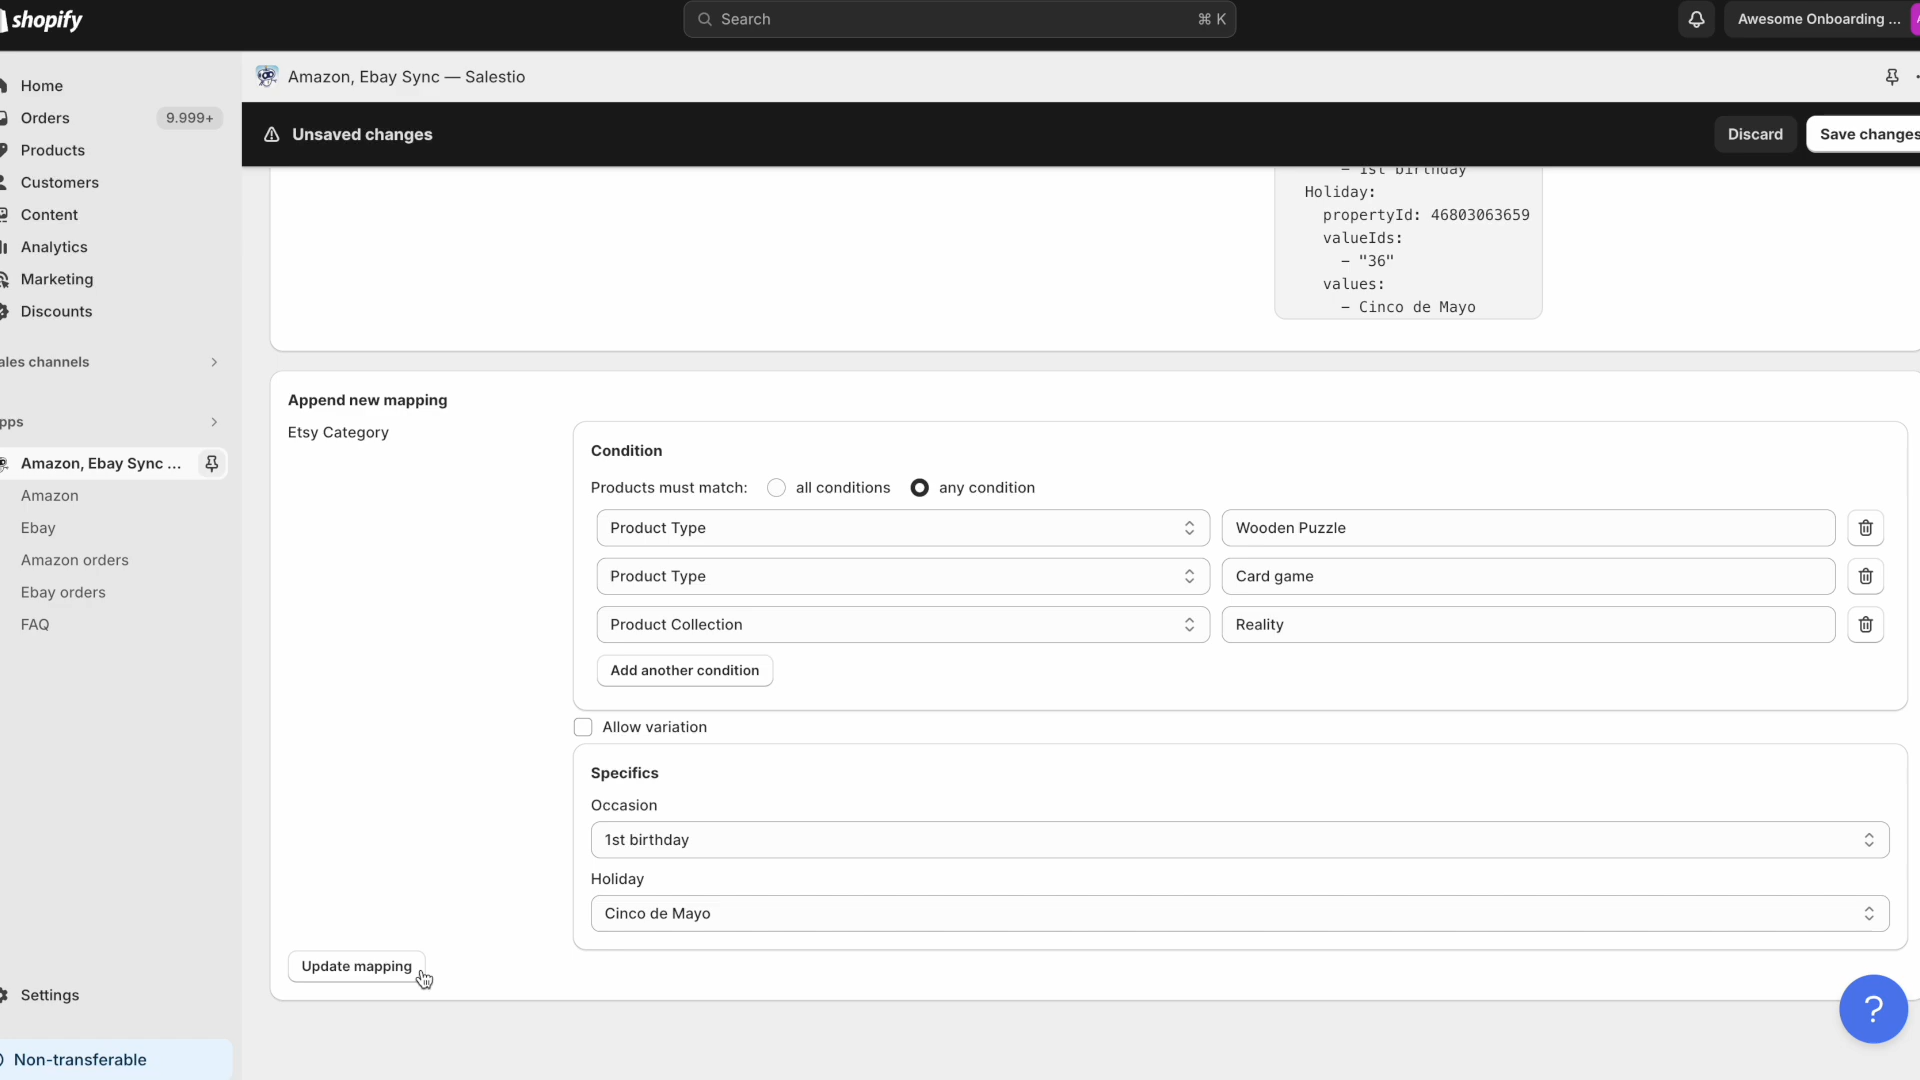 shopify
Search
⌘ K
Awesome Onboarding ...
Home
Orders
9.999+
Products
Customers
Content
Analytics
Marketing
Discounts
ales channels
pps
Amazon, Ebay Sync ...
Amazon
Ebay
Amazon orders
Ebay orders
FAQ
Settings
Non-transferable
Amazon, Ebay Sync — Salestio
Unsaved changes
Discard
Save changes
- 1st birthday
Holiday:
propertyId: 46803063659
valueIds:
- "36"
values:
- Cinco de Mayo
Append new mapping
Etsy Category
Condition
Products must match:
all conditions
any condition
Product Type
Wooden Puzzle
Product Type
Card game
Product Collection
Reality
Add another condition
Allow variation
Specifics
Occasion
1st birthday
Holiday
Cinco de Mayo
Update mapping
?